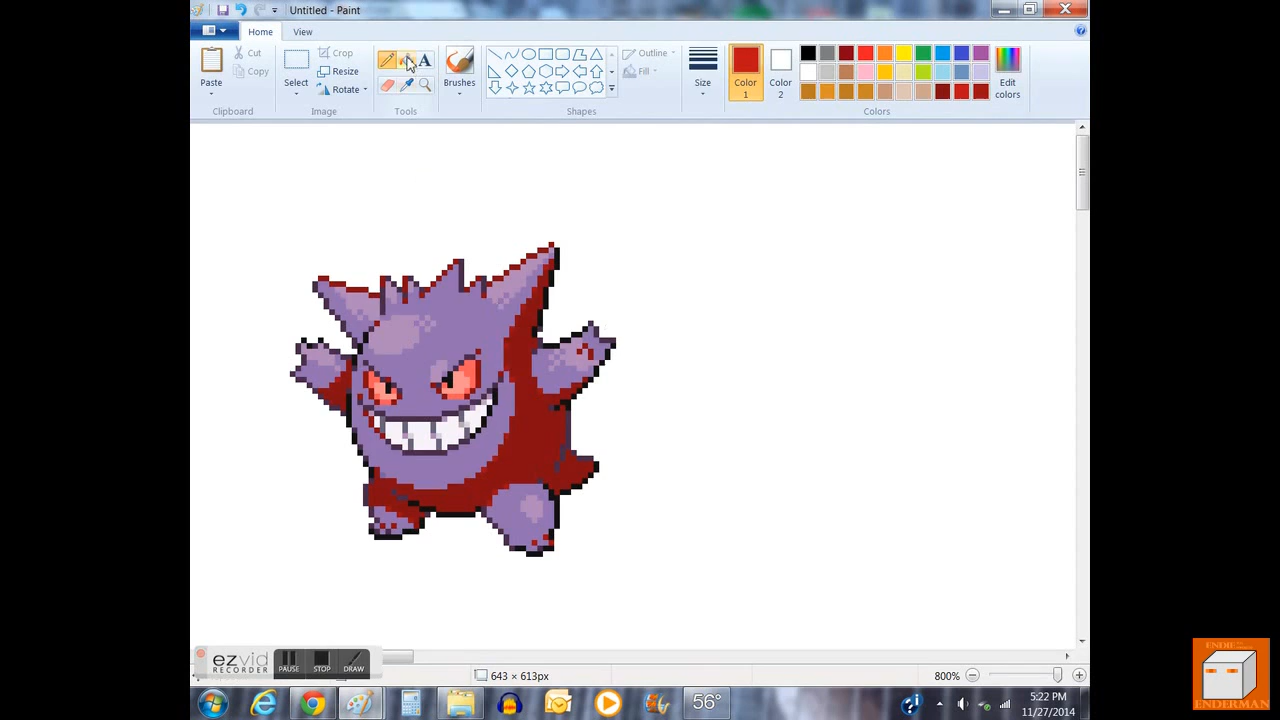 Untitled - Paint
Home View
Paste
Cut
Copy
Clipboard
Select
Crop
Resize
Rotate
Image
A
Tools
Brushes
Outline
Fill
Shapes
Size
Color 1
Color 2
Edit colors
Colors
ezvid
RECORDER
PAUSE STOP DRAW
613px
800%
56°
5:22 PM
11/27/2014
ENDIE
ENDERMAN